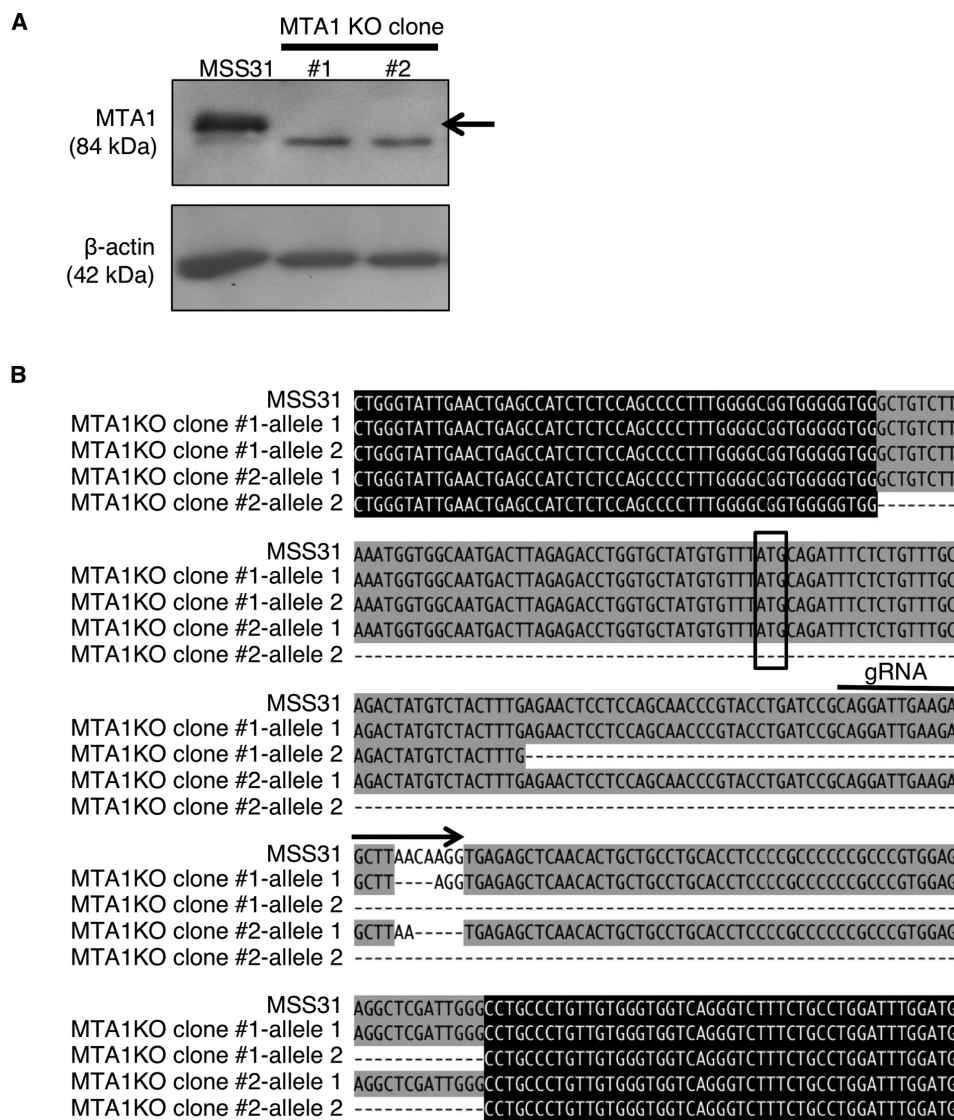 A
MTA1 KO clone
MSS31 #1 #2
MTA1
(84 kDa)
β-actin
(42 kDa)
B
MSS31 CTGGGTATTGAACTGAGCCATCTCTCCAGCCCCTTTGGGGCGGTGGGGGTGGGCTGTCTT
MTA1KO clone #1-allele 1 CTGGGTATTGAACTGAGCCATCTCTCCAGCCCCTTTGGGGCGGTGGGGGTGGGCTGTCTT
MTA1KO clone #1-allele 2 CTGGGTATTGAACTGAGCCATCTCTCCAGCCCCTTTGGGGCGGTGGGGGTGGGCTGTCTT
MTA1KO clone #2-allele 1 CTGGGTATTGAACTGAGCCATCTCTCCAGCCCCTTTGGGGCGGTGGGGGTGGGCTGTCTT
MTA1KO clone #2-allele 2 CTGGGTATTGAACTGAGCCATCTCTCCAGCCCCTTTGGGGCGGTGGGGGTGG--------
MSS31 AAATGGTGGCAATGACTTAGAGACCTGGTGCTATGTGTTTATGCAGATTTCTCTGTTTGC
MTA1KO clone #1-allele 1 AAATGGTGGCAATGACTTAGAGACCTGGTGCTATGTGTTTATGCAGATTTCTCTGTTTGC
MTA1KO clone #1-allele 2 AAATGGTGGCAATGACTTAGAGACCTGGTGCTATGTGTTTATGCAGATTTCTCTGTTTGC
MTA1KO clone #2-allele 1 AAATGGTGGCAATGACTTAGAGACCTGGTGCTATGTGTTTATGCAGATTTCTCTGTTTGC
MTA1KO clone #2-allele 2 ------------------------------------------------------------
gRNA
MSS31 AGACTATGTCTACTTTGAGAACTCCTCCAGCAACCCGTACCTGATCCGCAGGATTGAAGA
MTA1KO clone #1-allele 1 AGACTATGTCTACTTTGAGAACTCCTCCAGCAACCCGTACCTGATCCGCAGGATTGAAGA
MTA1KO clone #1-allele 2 AGACTATGTCTACTTTG-------------------------------------------
MTA1KO clone #2-allele 1 AGACTATGTCTACTTTGAGAACTCCTCCAGCAACCCGTACCTGATCCGCAGGATTGAAGA
MTA1KO clone #2-allele 2 ------------------------------------------------------------
MSS31 GCTTAACAAGGTGAGAGCTCAACACTGCTGCCTGCACCTCCCCGCCCCCCGCCCGTGGAG
MTA1KO clone #1-allele 1 GCTT----AGGTGAGAGCTCAACACTGCTGCCTGCACCTCCCCGCCCCCCGCCCGTGGAG
MTA1KO clone #1-allele 2 ------------------------------------------------------------
MTA1KO clone #2-allele 1 GCTTAA-----TGAGAGCTCAACACTGCTGCCTGCACCTCCCCGCCCCCCGCCCGTGGAG
MTA1KO clone #2-allele 2 ------------------------------------------------------------
MSS31 AGGCTCGATTGGGCCTGCCCTGTTGTGGGTGGTCAGGGTCTTTCTGCCTGGATTTGGATG
MTA1KO clone #1-allele 1 AGGCTCGATTGGGCCTGCCCTGTTGTGGGTGGTCAGGGTCTTTCTGCCTGGATTTGGATG
MTA1KO clone #1-allele 2 -------------CCTGCCCTGTTGTGGGTGGTCAGGGTCTTTCTGCCTGGATTTGGATG
MTA1KO clone #2-allele 1 AGGCTCGATTGGGCCTGCCCTGTTGTGGGTGGTCAGGGTCTTTCTGCCTGGATTTGGATG
MTA1KO clone #2-allele 2 -------------CCTGCCCTGTTGTGGGTGGTCAGGGTCTTTCTGCCTGGATTTGGATG